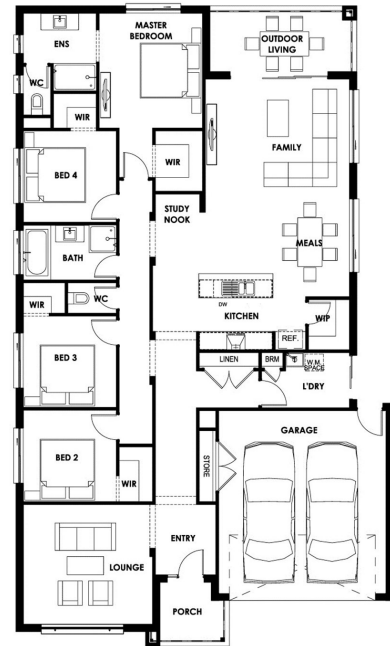 MASTER
BEDROOM
ENS
OUTDOOR
LIVING
WC
WIR
FAMILY
BED 4
WIR
STUDY
NOOK
MEALS
BATH
DW
KITCHEN
WIP
WIR
WC
REF.
LINEN
BRM
W.M.
SPACE
L'DRY
BED 3
GARAGE
STORE
BED 2
WIR
ENTRY
LOUNGE
PORCH